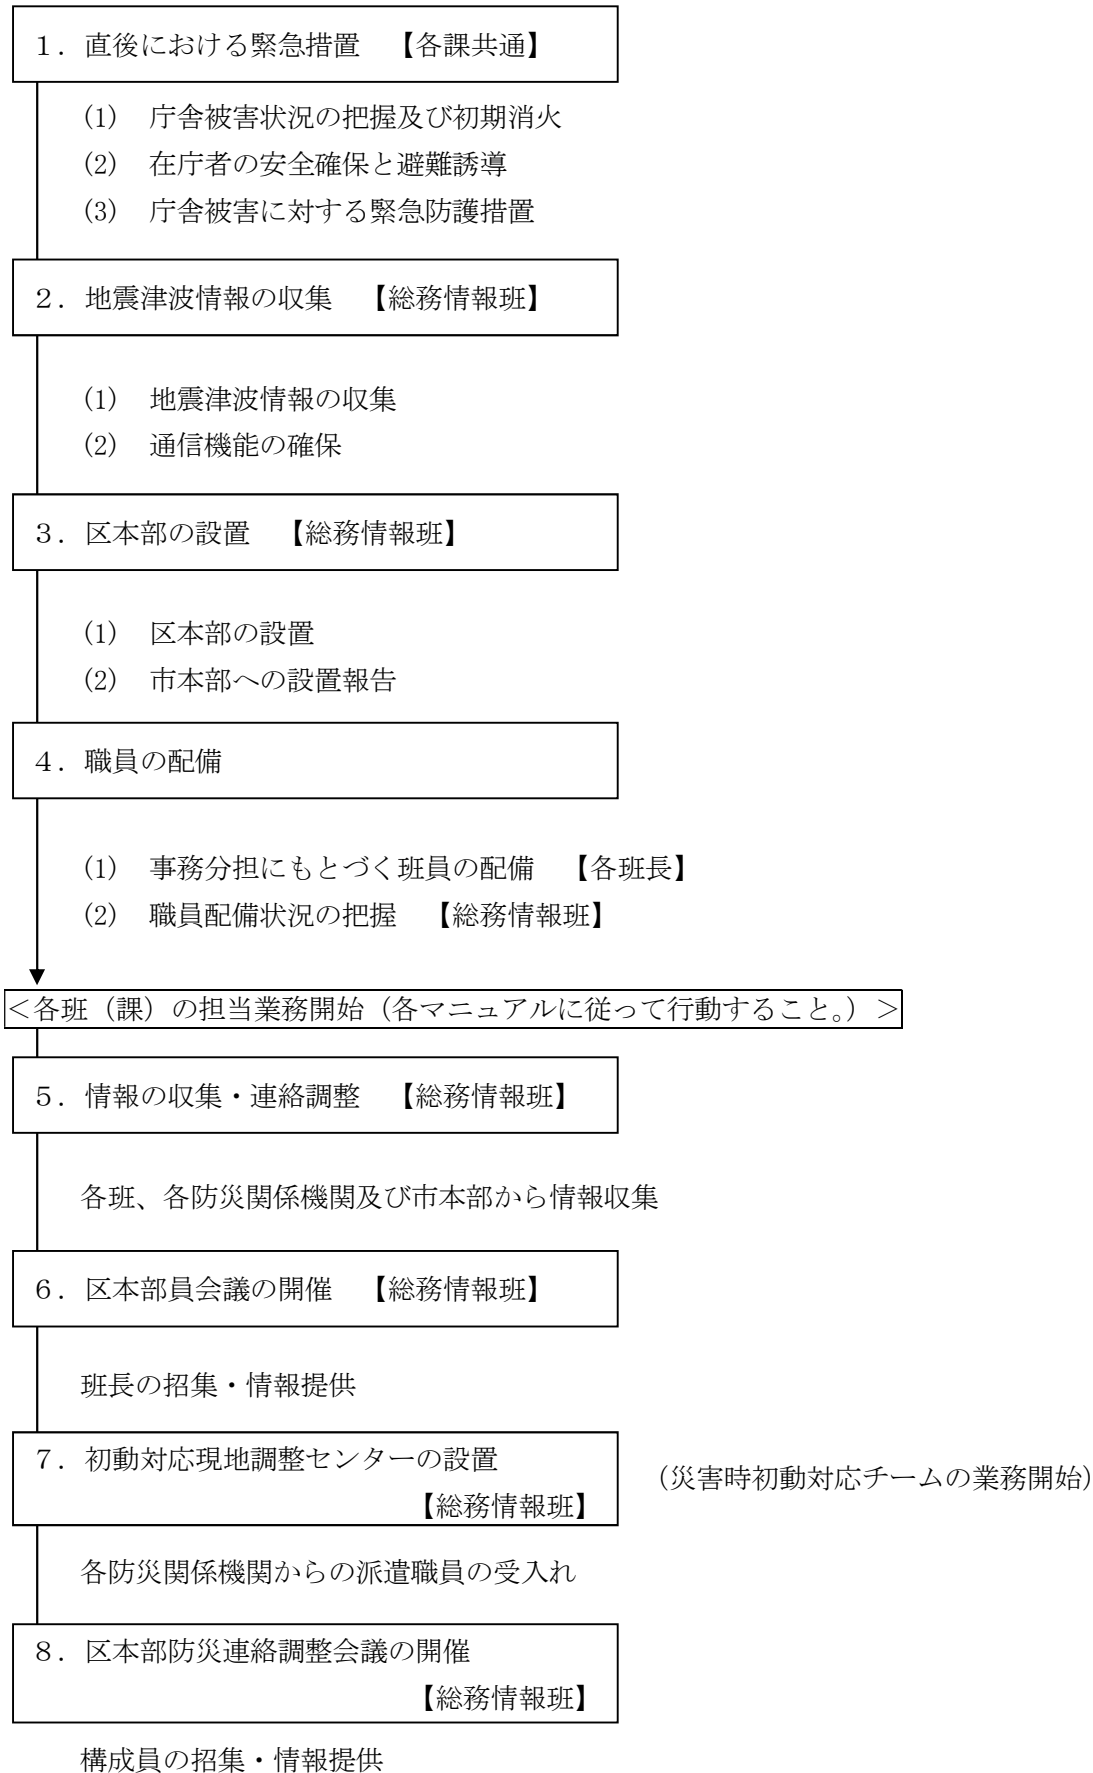 １．直後における緊急措置　【各課共通】
(1)　庁舎被害状況の把握及び初期消火
(2)　在庁者の安全確保と避難誘導
(3)　庁舎被害に対する緊急防護措置
２．地震津波情報の収集　【総務情報班】
(1)　地震津波情報の収集
(2)　通信機能の確保
３．区本部の設置　【総務情報班】
(1)　区本部の設置
(2)　市本部への設置報告
４．職員の配備
(1)　事務分担にもとづく班員の配備　【各班長】
(2)　職員配備状況の把握　【総務情報班】
＜各班（課）の担当業務開始（各マニュアルに従って行動すること。）＞
５．情報の収集・連絡調整　【総務情報班】
各班、各防災関係機関及び市本部から情報収集
６．区本部員会議の開催　【総務情報班】
班長の招集・情報提供
７．初動対応現地調整センターの設置
【総務情報班】
（災害時初動対応チームの業務開始）
各防災関係機関からの派遣職員の受入れ
８．区本部防災連絡調整会議の開催
【総務情報班】
構成員の招集・情報提供